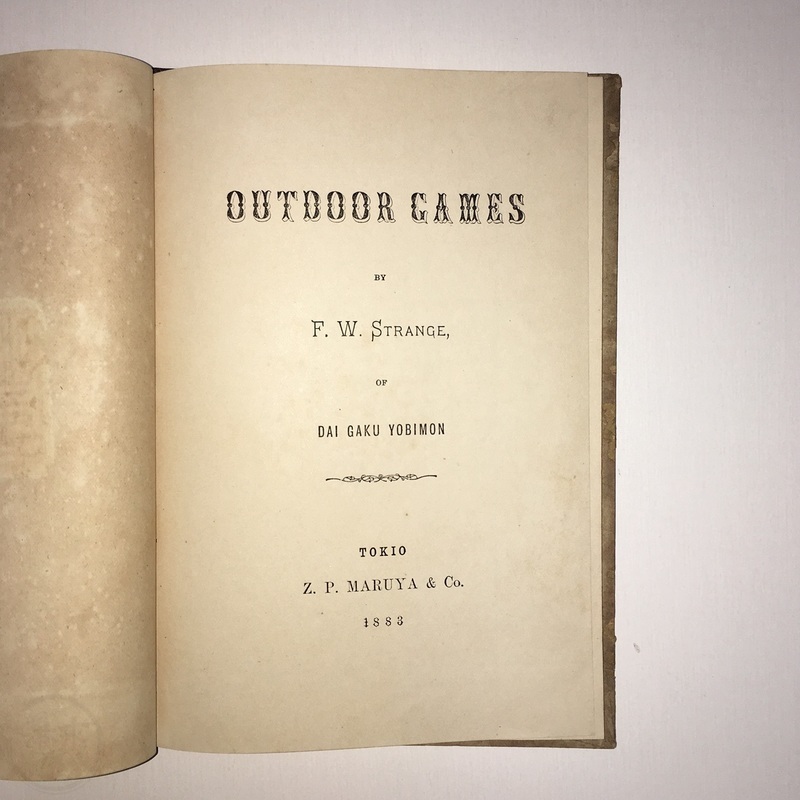 OUTDOOR GAMES
BY
F. W. STRANGE,
OF
DAI GAKU YOBIMON
TOKIO
Z. P. MARUYA & Co.
1883